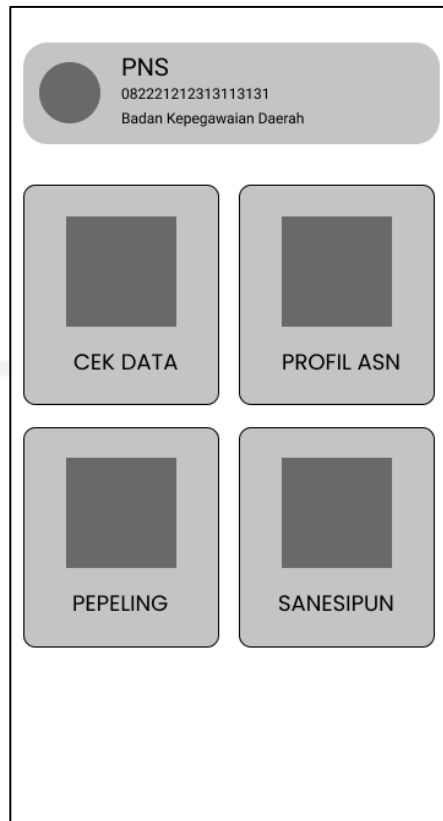 PNS
082221212313113131
Badan Kepegawaian Daerah
CEK DATA
PROFIL ASN
PEPELING
SANESIPUN